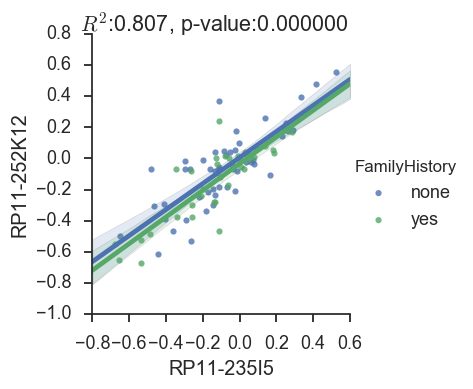 R²:0.807, p-value:0.000000
0.8
0.6
0.4
0.2
0.0
−0.2
−0.4
−0.6
−0.8
−1.0
RP11-252K12
−0.8−0.6−0.4−0.2 0.0 0.2 0.4 0.6
RP11-235I5
FamilyHistory
none
yes